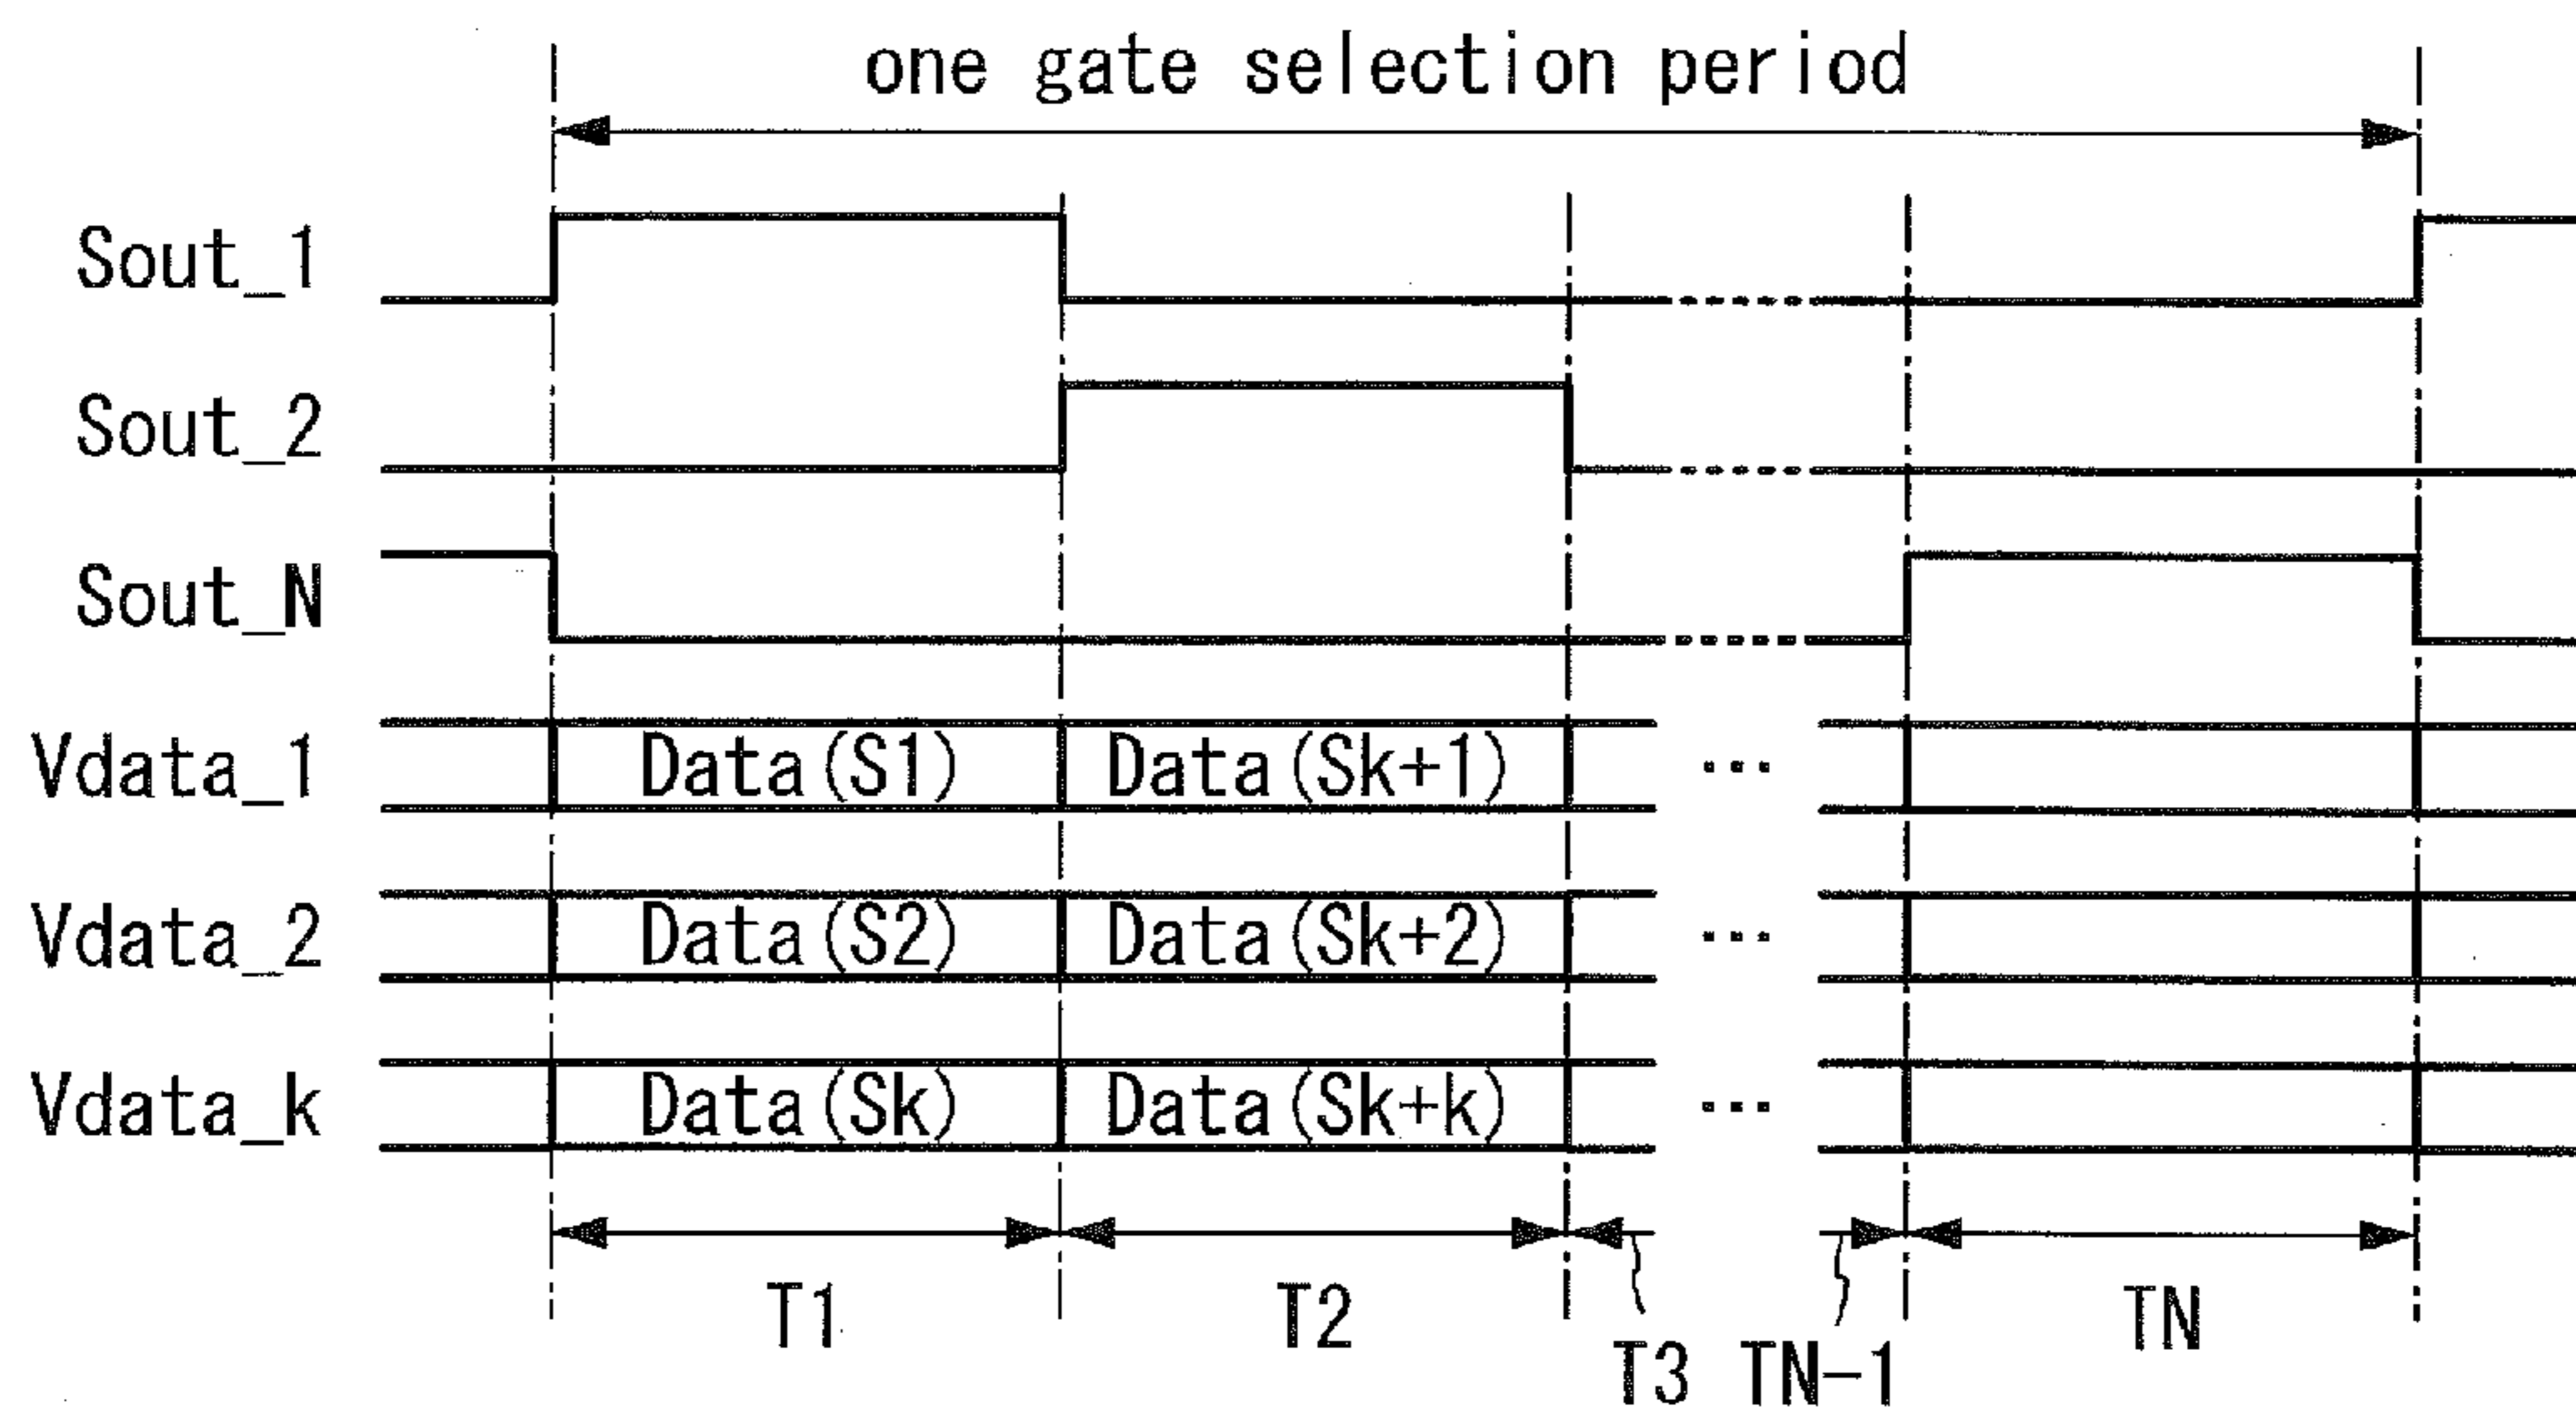 one gate selection period
Sout_1
Sout_2
Sout_N
Vdata_1 Data(S1) Data(Sk+1) ...
Vdata_2 Data(S2) Data(Sk+2) ...
Vdata_k Data(Sk) Data(Sk+k) ...
T1 T2 TN
T3 TN-1